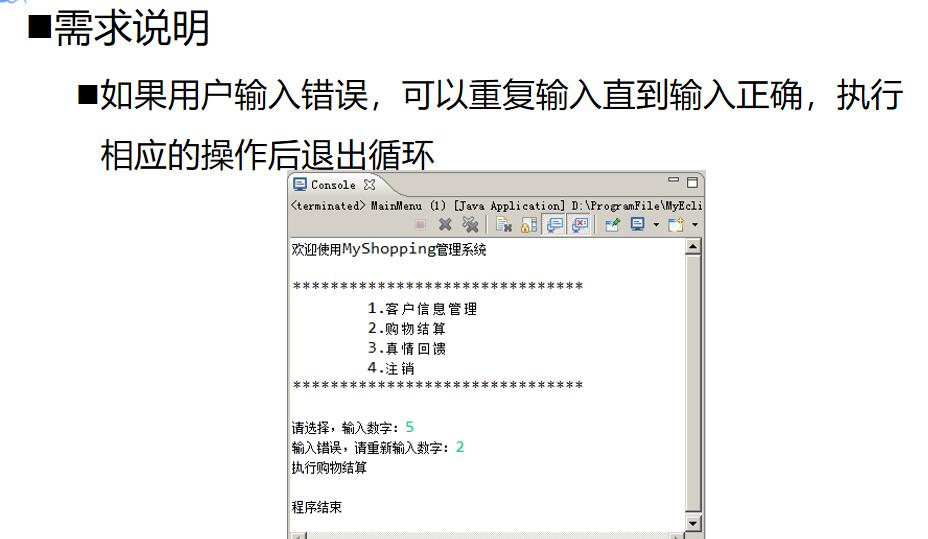 ■需求说明
■如果用户输入错误，可以重复输入直到输入正确，执行
相应的操作后退出循环
Console
<terminated> MainMenu (1) [Java Application] D:\ProgramFile\MyEcli
欢迎使用MyShopping管理系统
*******************************
1.客户信息管理
2.购物结算
3.真情回馈
4.注销
*******************************
请选择，输入数字：5
输入错误，请重新输入数字：2
执行购物结算
程序结束